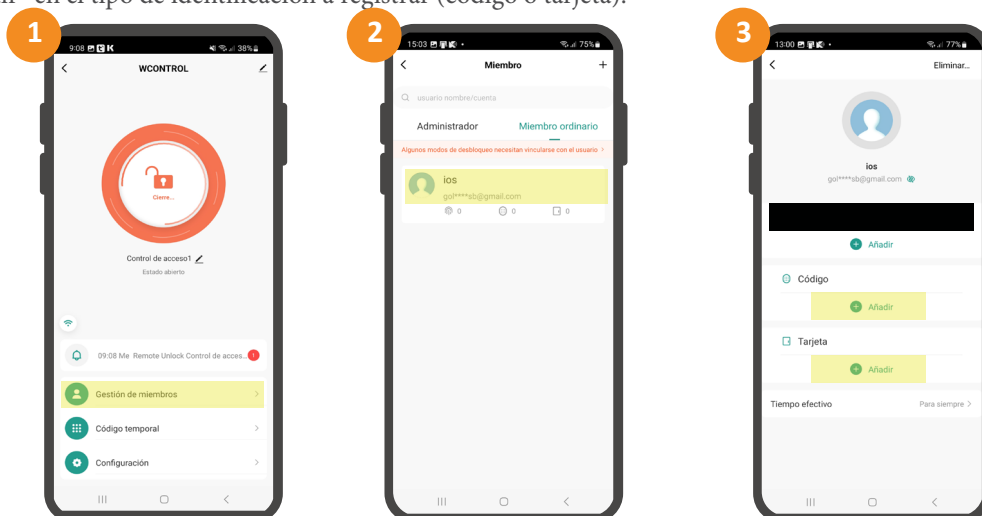 en el tipo de identificación a registrar (código o tarjeta).
1
9:08
38%
WCONTROL
Cierre...
Control de acceso1
Estado abierto
09:08 Me Remote Unlock Control de acces...
!
Gestión de miembros
Código temporal
Configuración
2
15:03
75%
Miembro
+
usuario nombre/cuenta
Administrador
Miembro ordinario
Algunos modos de desbloqueo necesitan vincularse con el usuario >
ios
gol****sb@gmail.com
0 0 0
3
13:00
77%
Eliminar...
ios
gol****sb@gmail.com
Añadir
Código
Añadir
Tarjeta
Añadir
Tiempo efectivo
Para siempre >